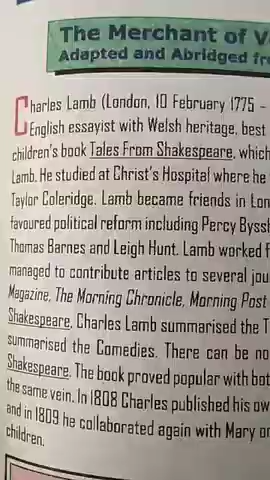 The Merchant of V
Adapted and Abridged fr
Charles Lamb (London, 10 February 1775 -
English essayist with Welsh heritage, best
children's book Tales From Shakespeare, which
Lamb. He studied at Christ's Hospital where he
Taylor Coleridge. Lamb became friends in Lon
favoured political reform including Percy Byssh
Thomas Barnes and Leigh Hunt. Lamb worked f
managed to contribute articles to several jou
Magazine, The Morning Chronicle, Morning Post
Shakespeare, Charles Lamb summarised the T
summarised the Comedies. There can be no
Shakespeare. The book proved popular with bot
the same vein. In 1808 Charles published his ow
and in 1809 he collaborated again with Mary on
children.